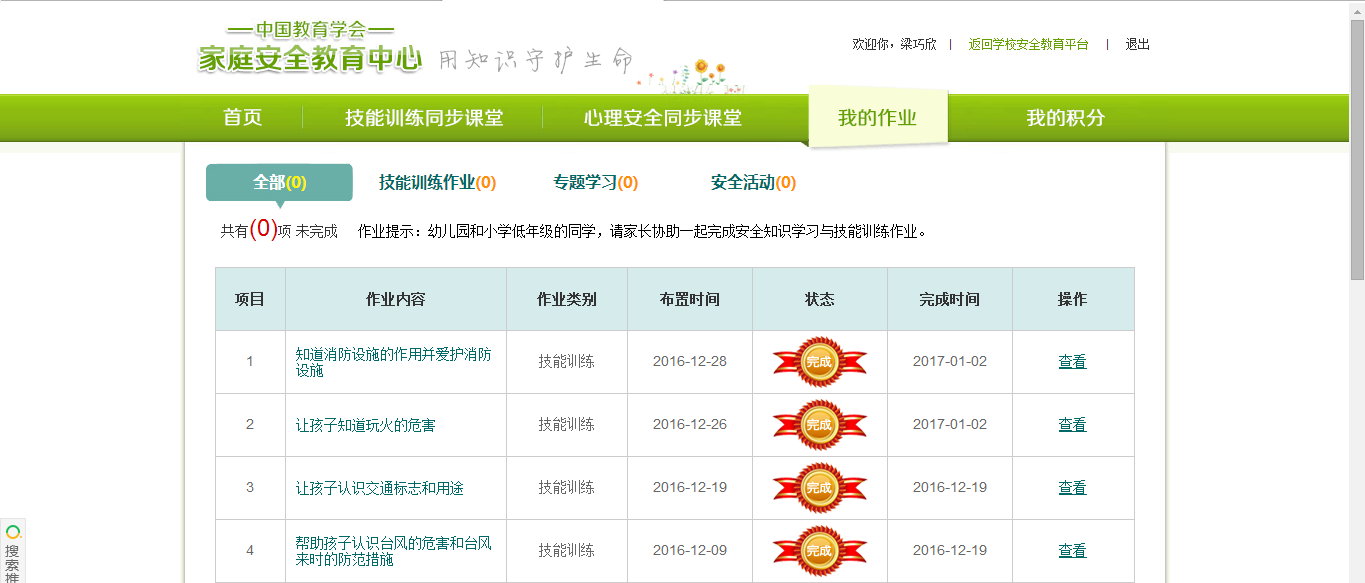 中国教育学会
家庭安全教育中心 用知识守护生命
欢迎你，梁巧欣 | 返回学校安全教育平台 | 退出
首页 技能训练同步课堂 心理安全同步课堂 我的作业 我的积分
全部(0) 技能训练作业(0) 专题学习(0) 安全活动(0)
共有(0)项 未完成 作业提示：幼儿园和小学低年级的同学，请家长协助一起完成安全知识学习与技能训练作业。
项目 作业内容 作业类别 布置时间 状态 完成时间 操作
1 知道消防设施的作用并爱护消防 技能训练 2016-12-28 完成 2017-01-02 查看
设施
2 让孩子知道玩火的危害 技能训练 2016-12-26 完成 2017-01-02 查看
3 让孩子认识交通标志和用途 技能训练 2016-12-19 完成 2016-12-19 查看
4 帮助孩子认识台风的危害和台风 技能训练 2016-12-09 完成 2016-12-19 查看
来时的防范措施
搜
索
推